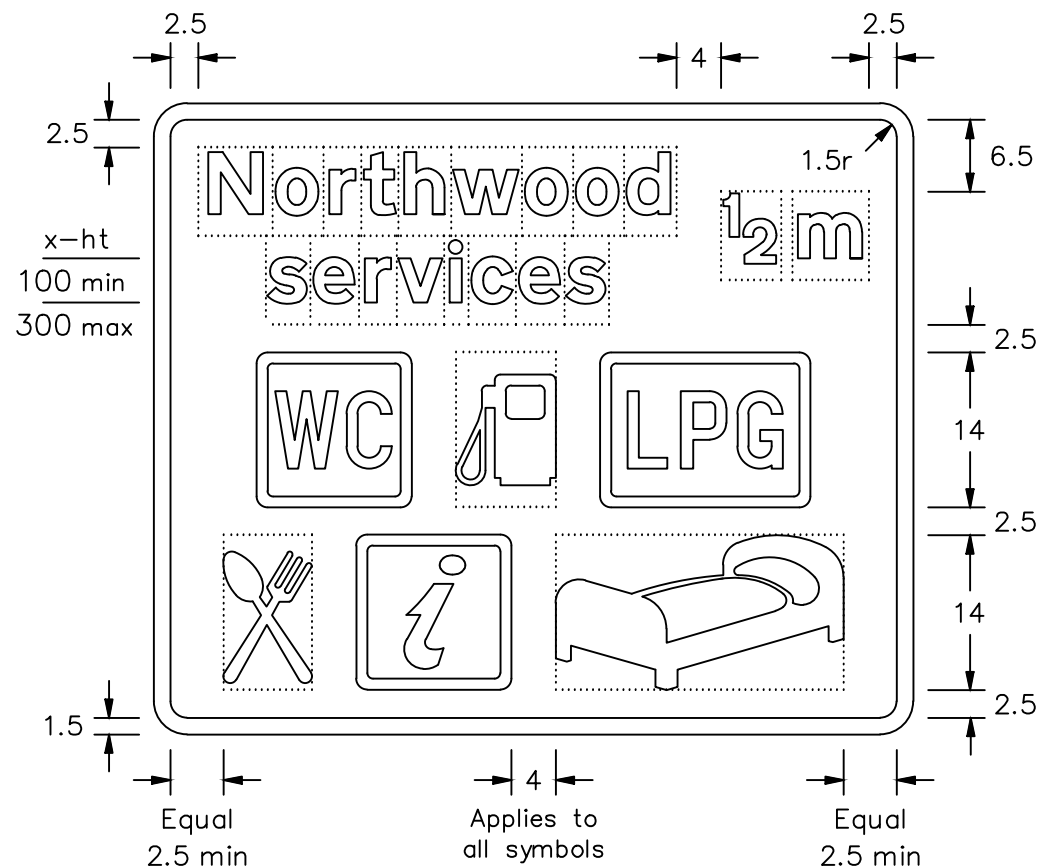 2.5
4
2.5
2.5
1.5r
6.5
Northwood
services
½ m
x-ht
100 min
300 max
2.5
WC
LPG
14
2.5
i
14
1.5
2.5
4
Equal
2.5 min
Applies to
all symbols
Equal
2.5 min